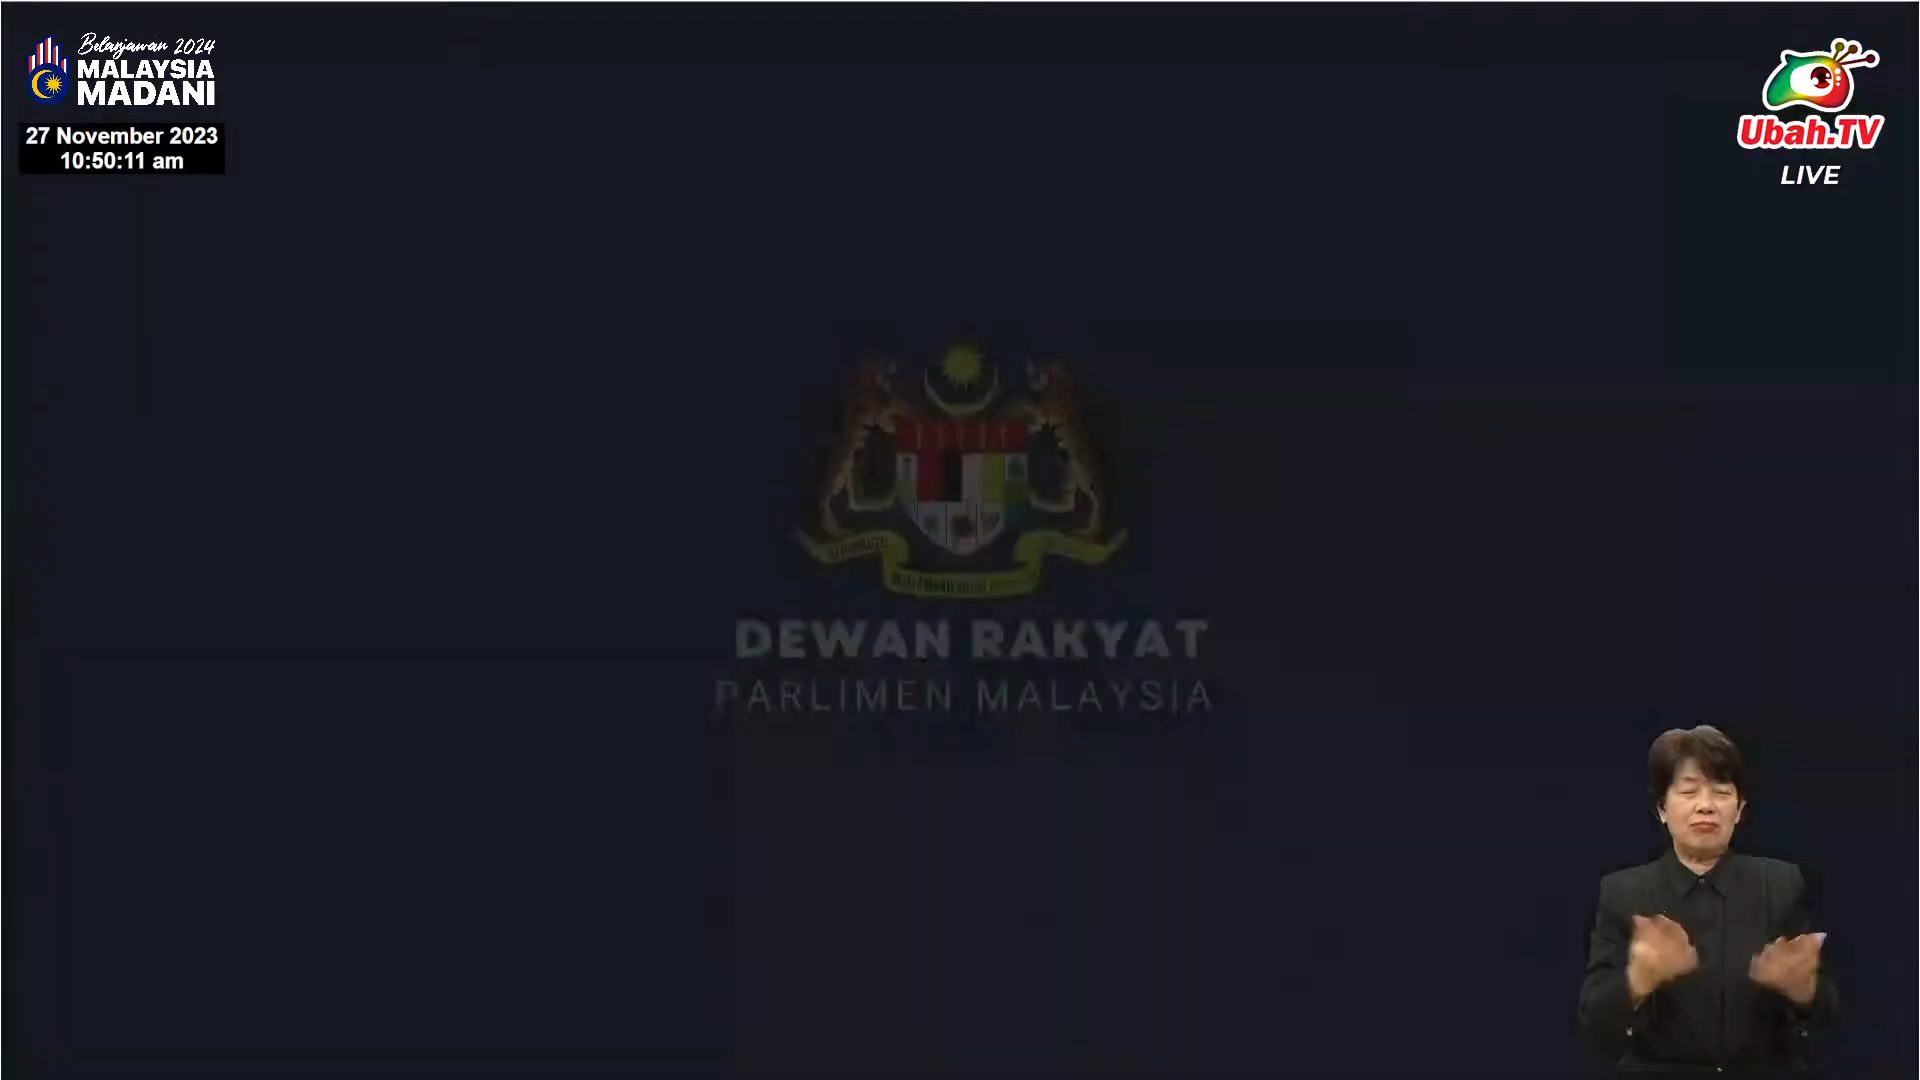 Belanjawan 2024
MALAYSIA
MADANI
27 November 2023
10:50:11 am
Ubah.TV
LIVE
DEWAN RAKYAT
PARLIMEN MALAYSIA